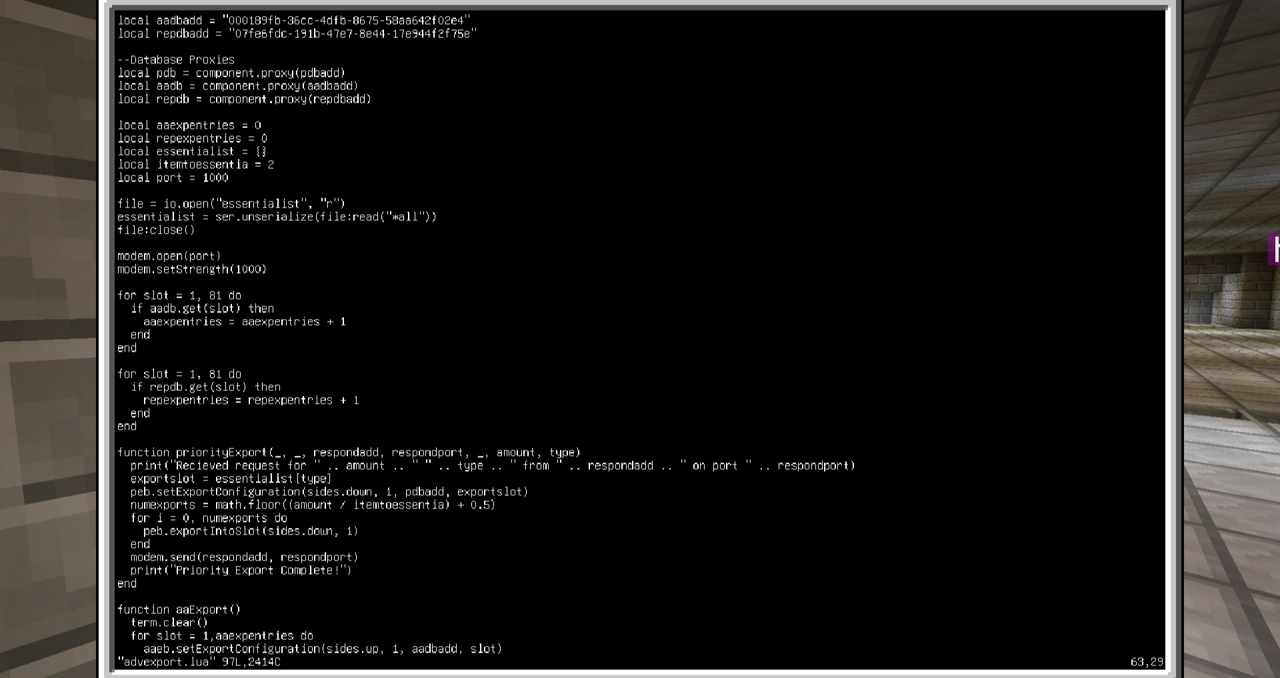 local aadbadd = "000189fb-36cc-4dfb-8675-58aa642f02e4"
local repdbadd = "07fe6fdc-191b-47e7-8e44-17e944f2f75e"
--Database Proxies
local pdb = component.proxy(pdbadd)
local aadb = component.proxy(aadbadd)
local repdb = component.proxy(repdbadd)
local aaexpentries = 0
local repexpentries = 0
local essentialist = {}
local itemtoessentia = 2
local port = 1000
file = io.open("essentialist", "r")
essentialist = ser.unserialize(file:read("*all"))
file:close()
modem.open(port)
modem.setStrength(1000)
for slot = 1, 81 do
  if aadb.get(slot) then
    aaexpentries = aaexpentries + 1
  end
end
for slot = 1, 81 do
  if repdb.get(slot) then
    repexpentries = repexpentries + 1
  end
end
function priorityExport(_, _, respondadd, respondport, _, amount, type)
  print("Recieved request for " .. amount .. " " .. type .. " from " .. respondadd .. " on port " .. respondport)
  exportslot = essentialist[type]
  peb.setExportConfiguration(sides.down, 1, pdbadd, exportslot)
  numexports = math.floor((amount / itemtoessentia) + 0.5)
  for i = 0, numexports do
    peb.exportIntoSlot(sides.down, 1)
  end
  modem.send(respondadd, respondport)
  print("Priority Export Complete!")
end
function aaExport()
  term.clear()
  for slot = 1,aaexpentries do
    aaeb.setExportConfiguration(sides.up, 1, aadbadd, slot)
"advexport.lua" 97L,2414C 63,29